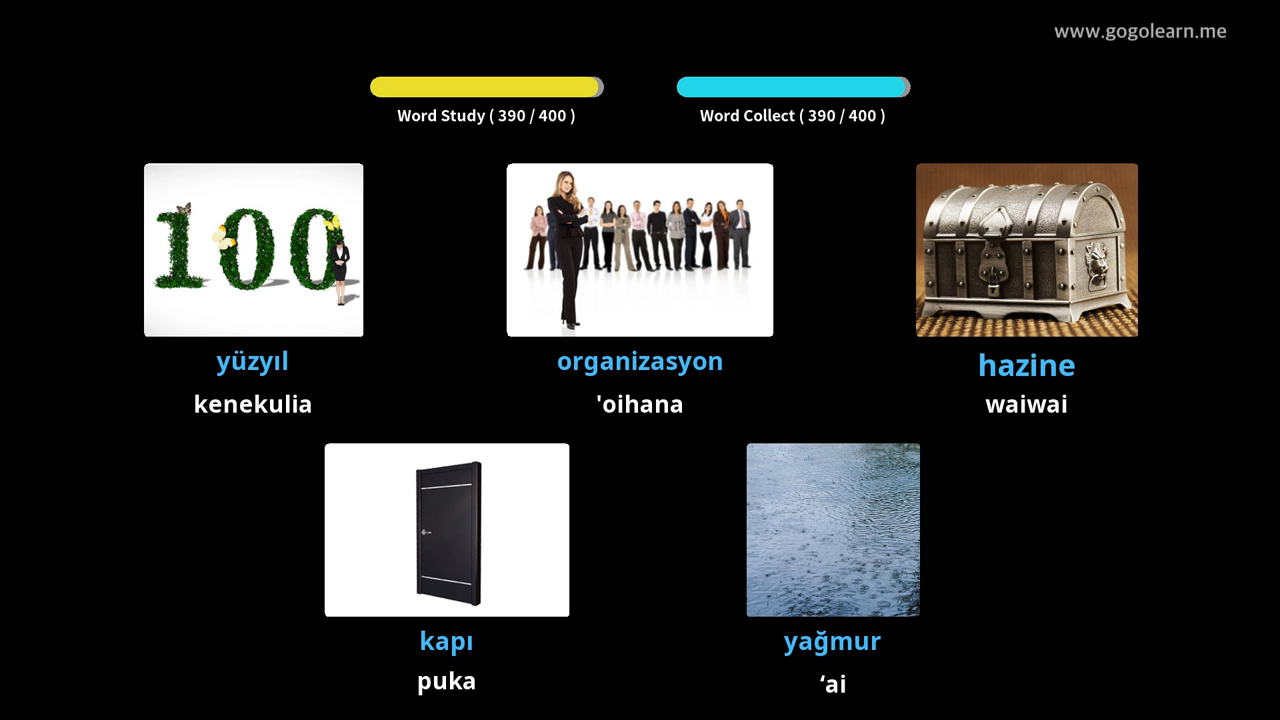 www.gogolearn.me
Word Study ( 390 / 400 )
Word Collect ( 390 / 400 )
100
yüzyıl
organizasyon
hazine
kenekulia
'oihana
waiwai
kapı
yağmur
puka
‘ai